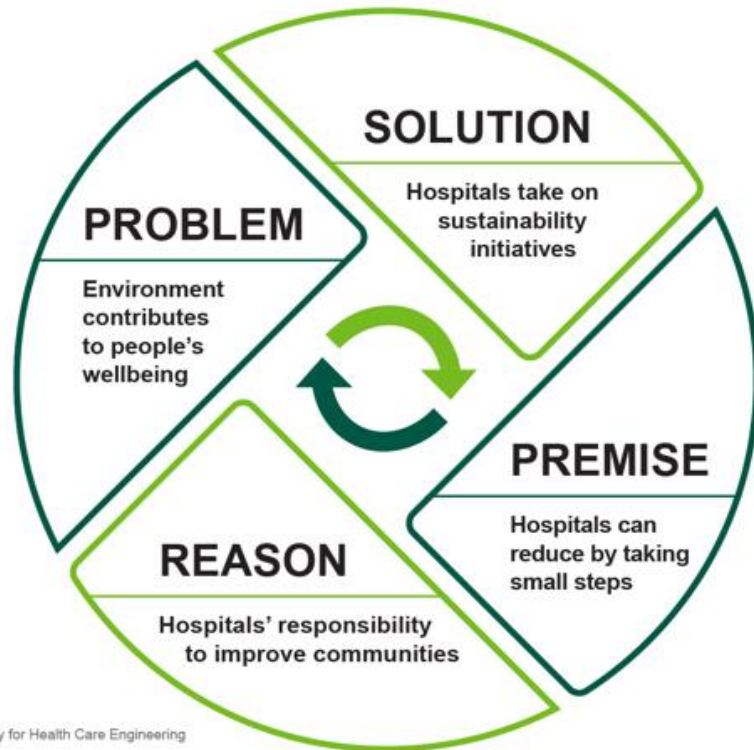 SOLUTION
Hospitals take on
sustainability
initiatives
PROBLEM
Environment
contributes
to people's
wellbeing
PREMISE
Hospitals can
reduce by taking
small steps
REASON
Hospitals' responsibility
to improve communities
for Health Care Engineering